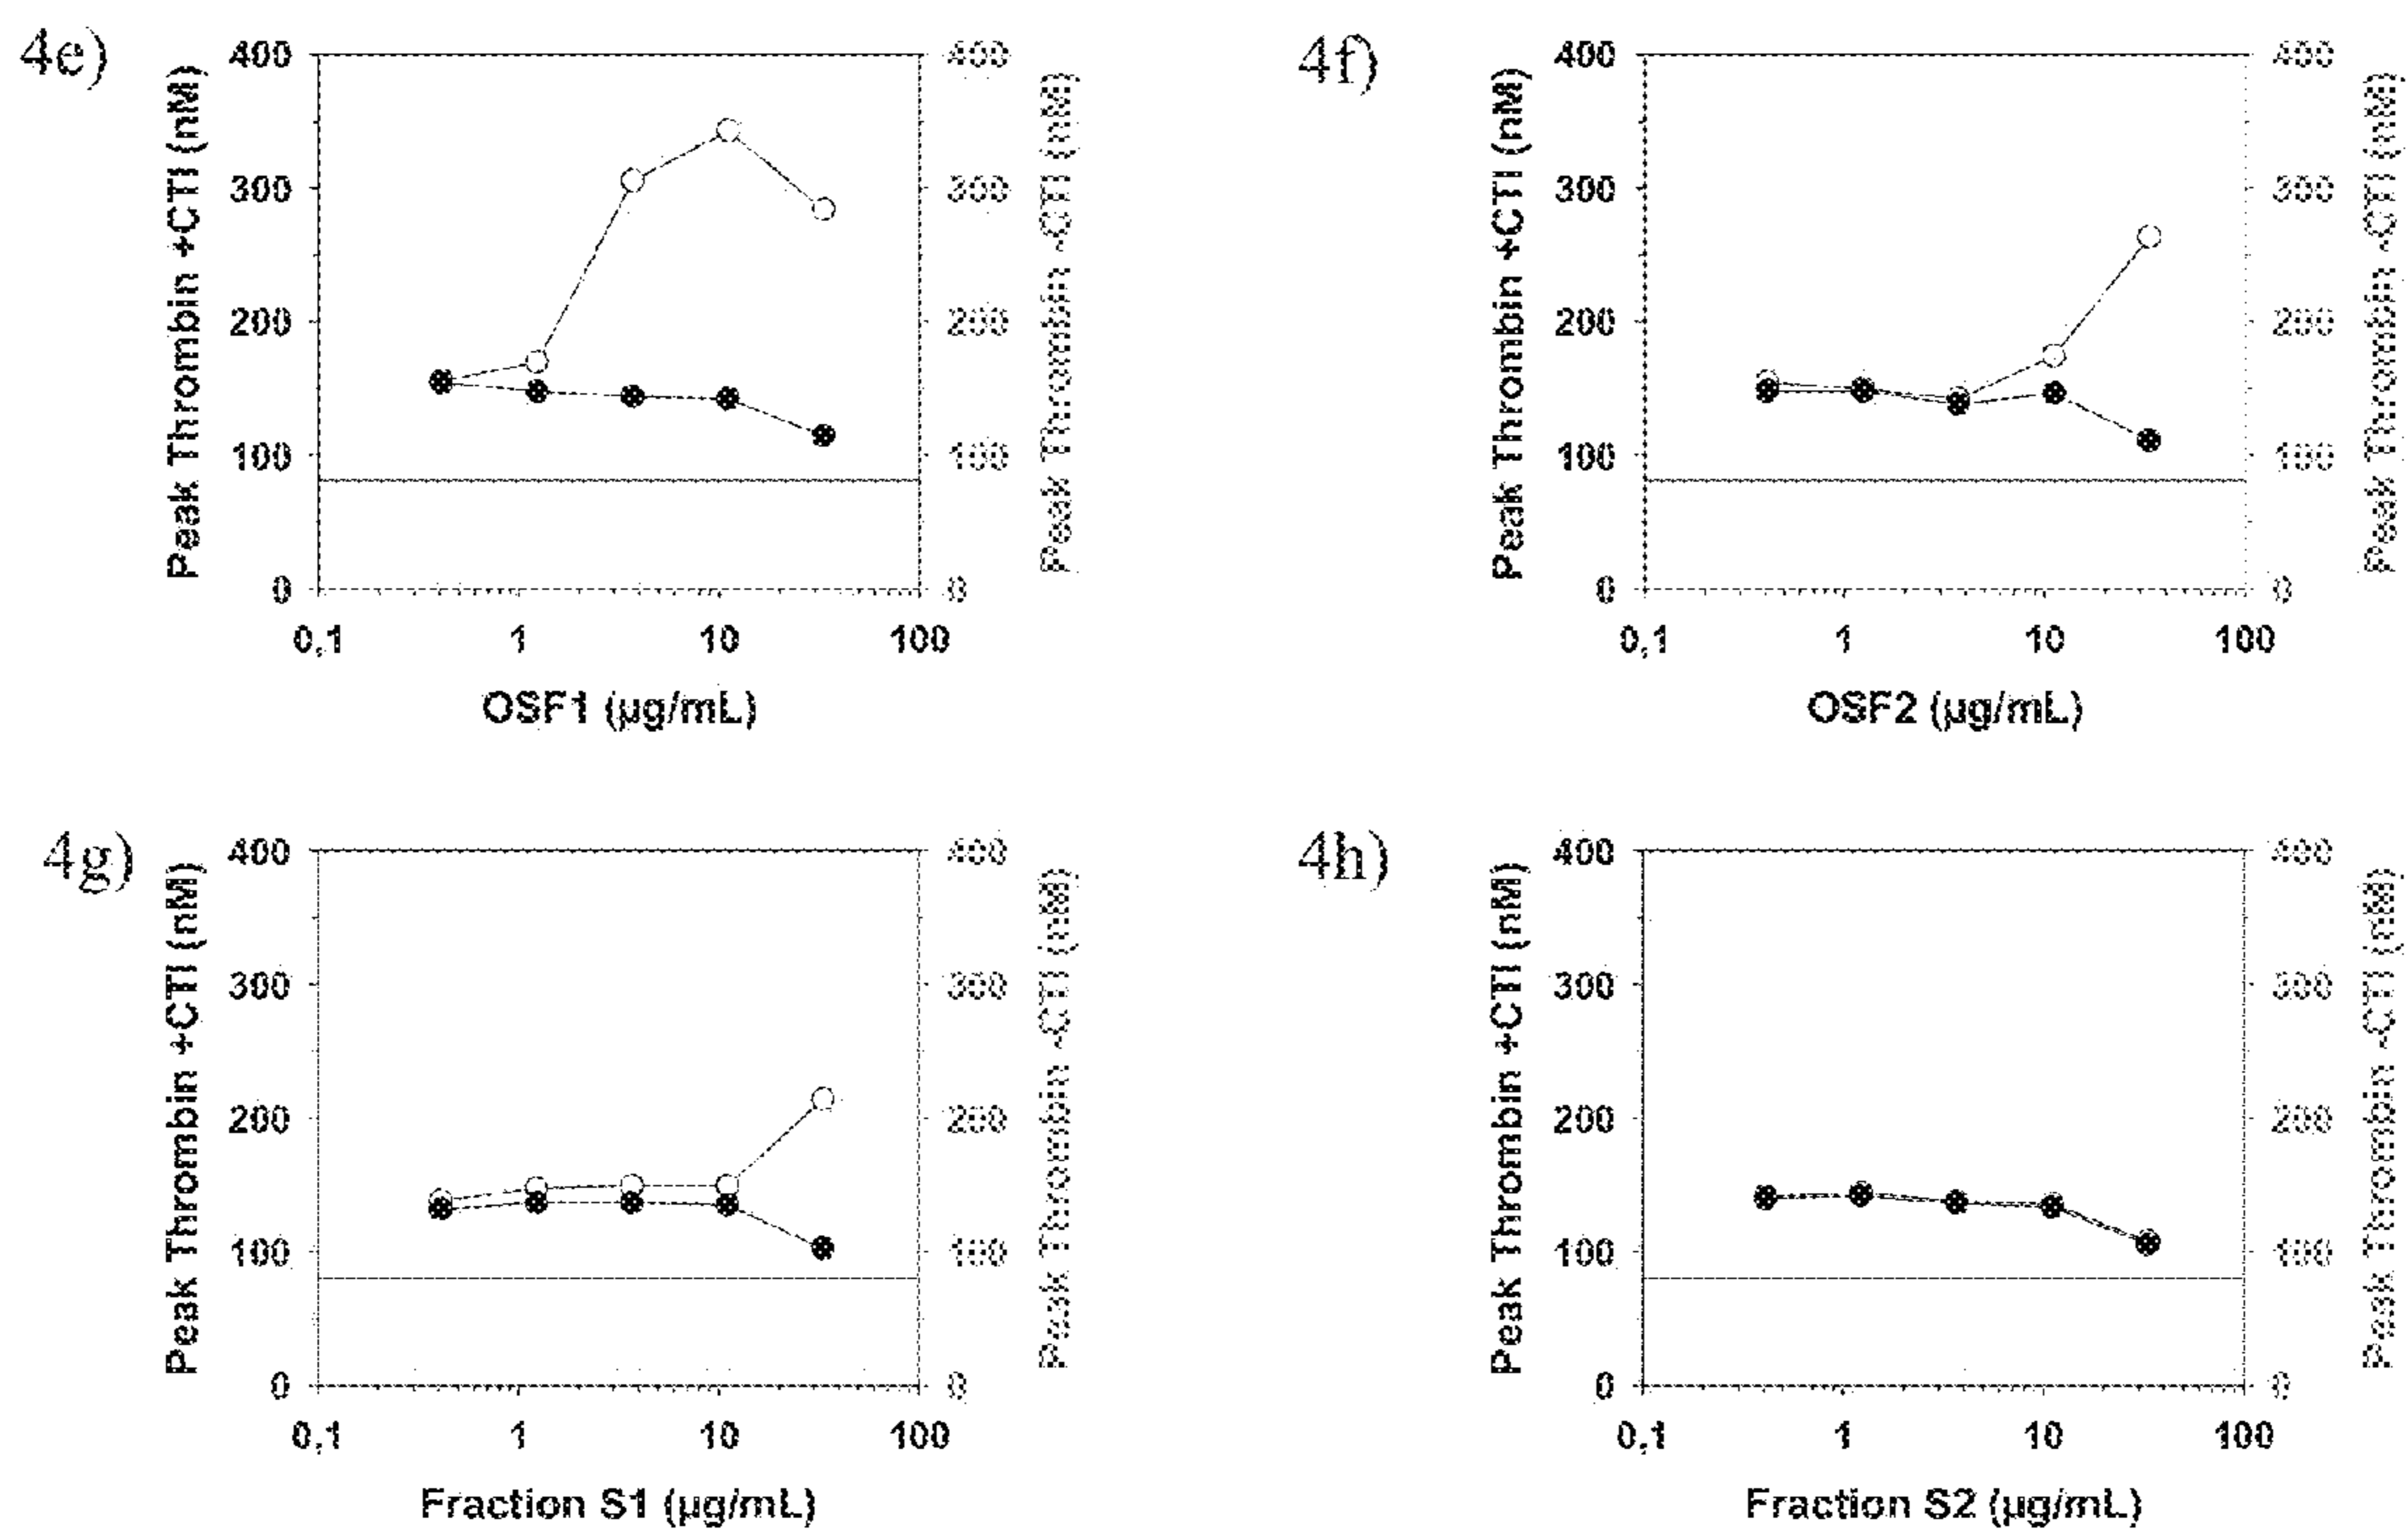 4e)
Peak Thrombin +CTI (nM)
400
300
200
100
0
400
300
200
100
0
Peak Thrombin -CTI (nM)
0,1 1 10 100
OSF1 (µg/mL)
4f)
Peak Thrombin +CTI (nM)
400
300
200
100
0
400
300
200
100
0
Peak Thrombin -CTI (nM)
0,1 1 10 100
OSF2 (µg/mL)
4g)
Peak Thrombin +CTI (nM)
400
300
200
100
0
400
300
200
100
0
Peak Thrombin -CTI (nM)
0,1 1 10 100
Fraction S1 (µg/mL)
4h)
Peak Thrombin +CTI (nM)
400
300
200
100
0
400
300
200
100
0
Peak Thrombin -CTI (nM)
0,1 1 10 100
Fraction S2 (µg/mL)